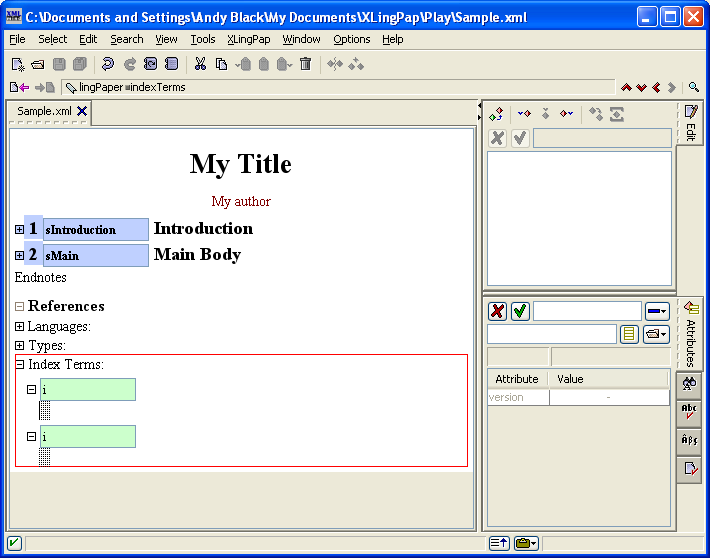 C:\Documents and Settings\Andy Black\My Documents\XLingPap\Play\Sample.xml
File Select Edit Search View Tools XLingPap Window Options Help
lingPaper indexTerms
Sample.xml
My Title
My author
1 sIntroduction Introduction
2 sMain Main Body
Endnotes
References
Languages:
Types:
Index Terms:
i
i
Edit
Attributes
Attribute Value
version -
Abc
Âβς